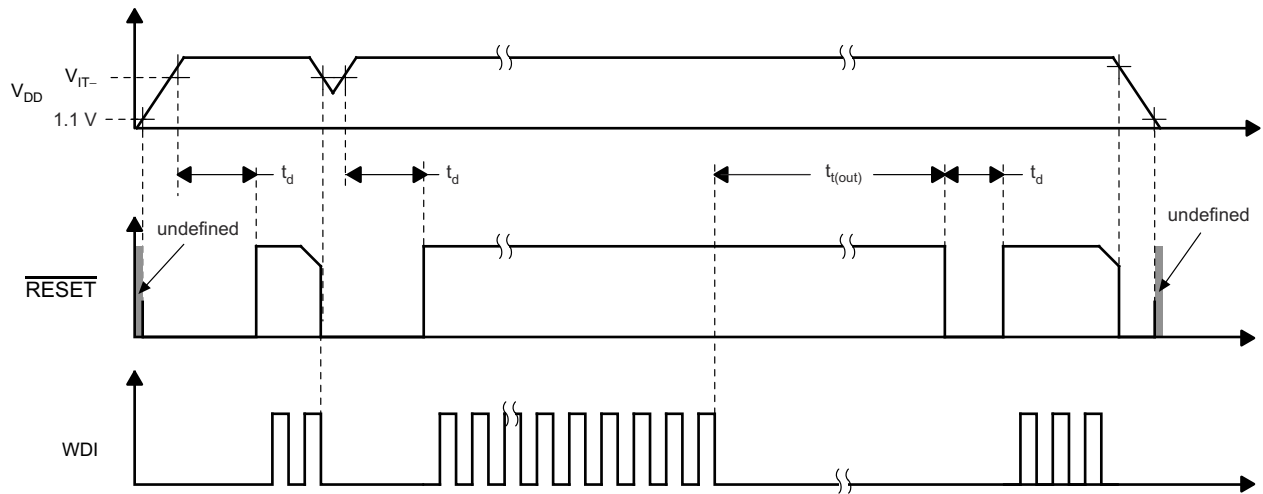 V_IT–
V_DD
1.1 V
t_d
t_d
t_t(out)
t_d
undefined
undefined
RESET
WDI